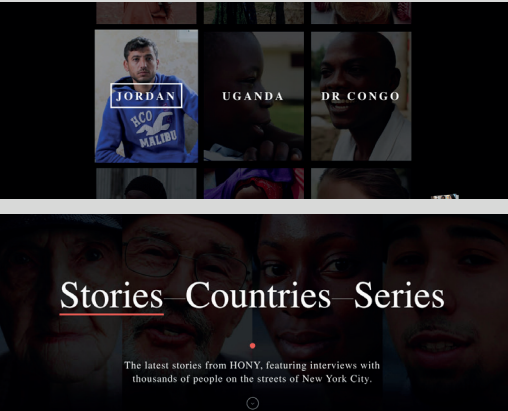 JORDAN
UGANDA
DR CONGO
HCO
MALIBU
Stories Countries Series
The latest stories from HONY, featuring interviews with
thousands of people on the streets of New York City.